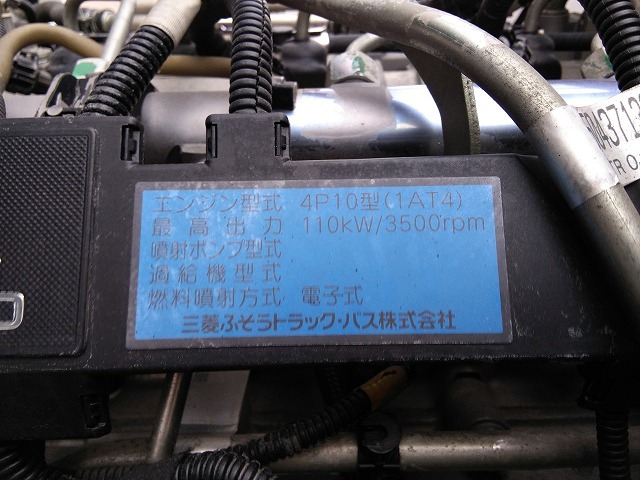 エンジン型式 4P10型(1AT4)
最高出力 110kW/3500rpm
噴射ポンプ型式
調給機型式
燃料噴射方式 電子式
三菱ふそうトラック・バス株式会社